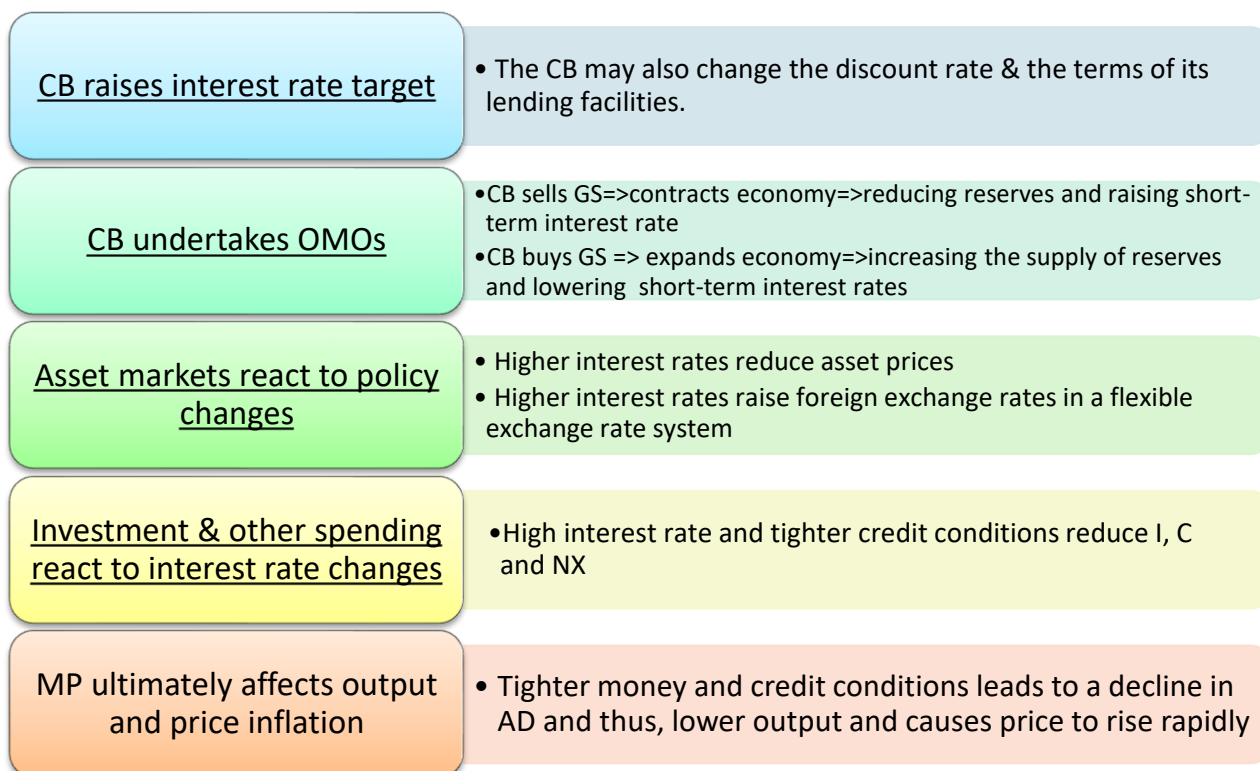 CB raises interest rate target
• The CB may also change the discount rate & the terms of its
lending facilities.
CB undertakes OMOs
•CB sells GS=>contracts economy=>reducing reserves and raising short-
term interest rate
•CB buys GS => expands economy=>increasing the supply of reserves
and lowering short-term interest rates
Asset markets react to policy
changes
• Higher interest rates reduce asset prices
• Higher interest rates raise foreign exchange rates in a flexible
exchange rate system
Investment & other spending
react to interest rate changes
•High interest rate and tighter credit conditions reduce I, C
and NX
MP ultimately affects output
and price inflation
• Tighter money and credit conditions leads to a decline in
AD and thus, lower output and causes price to rise rapidly